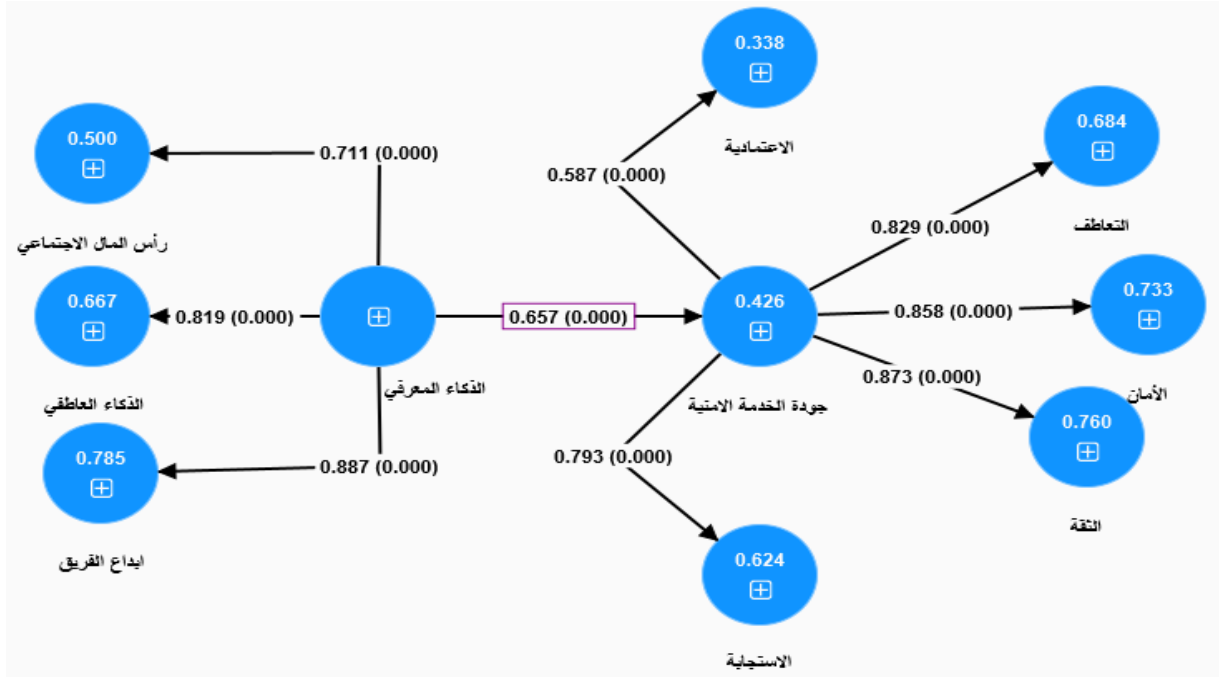 0.338
الاعتمادية
0.500
0.711 (0.000)
رأس المال الاجتماعي
0.587 (0.000)
0.684
التعاطف
0.829 (0.000)
0.667
0.819 (0.000)
الذكاء العاطفي
الذكاء المعرفي
0.657 (0.000)
0.426
جودة الخدمة الامنية
0.858 (0.000)
0.733
الأمان
0.873 (0.000)
0.760
الثقة
0.785
0.887 (0.000)
ابداع الفريق
0.793 (0.000)
0.624
الاستجابة